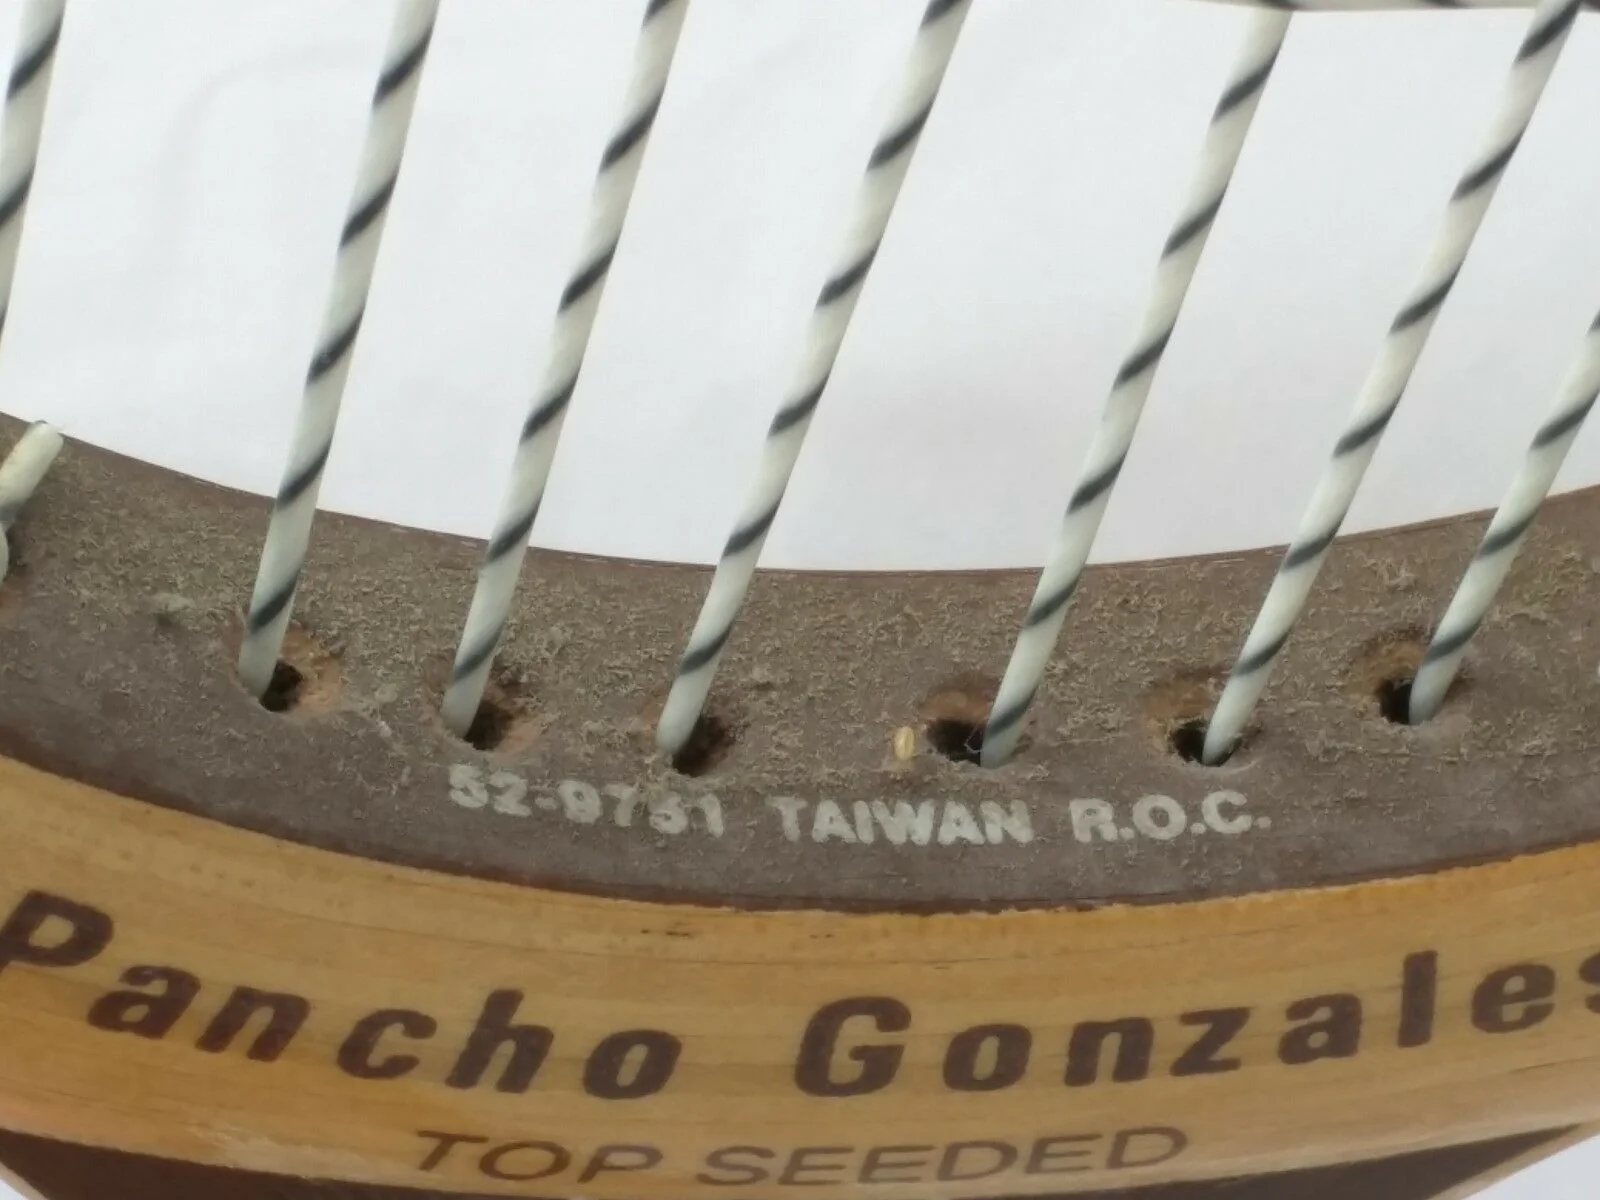 52-9751 TAIWAN R.O.C.
Pancho Gonzales
TOP SEEDED